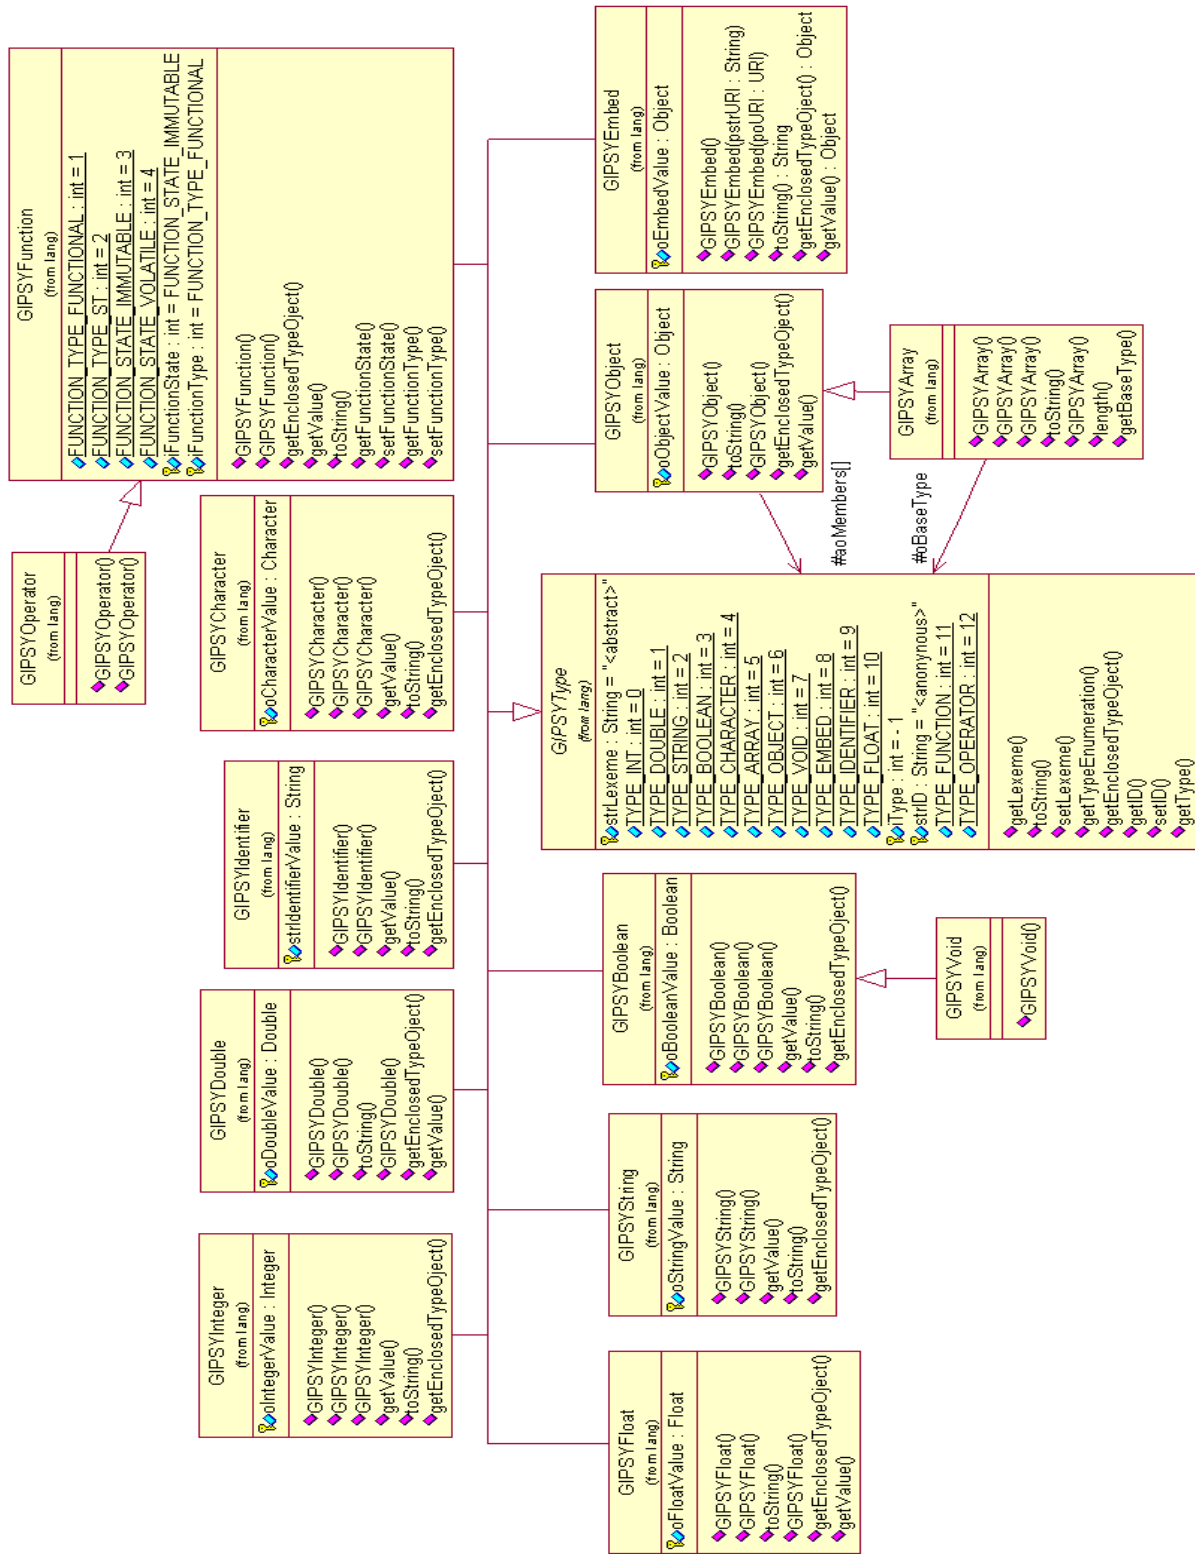 GIPSYInteger
(from lang)
oIntegerValue : Integer
GIPSYInteger()
GIPSYInteger()
GIPSYInteger()
getValue()
toString()
getEnclosedTypeOject()
GIPSYDouble
(from lang)
oDoubleValue : Double
GIPSYDouble()
GIPSYDouble()
toString()
GIPSYDouble()
getEnclosedTypeOject()
getValue()
GIPSYIdentifier
(from lang)
strIdentifierValue : String
GIPSYIdentifier()
GIPSYIdentifier()
getValue()
toString()
getEnclosedTypeOject()
GIPSYCharacter
(from lang)
oCharacterValue : Character
GIPSYCharacter()
GIPSYCharacter()
GIPSYCharacter()
getValue()
toString()
getEnclosedTypeOject()
GIPSYOperator
(from lang)
GIPSYOperator()
GIPSYOperator()
GIPSYFunction
(from lang)
FUNCTION_TYPE_FUNCTIONAL : int = 1
FUNCTION_TYPE_ST : int = 2
FUNCTION_STATE_IMMUTABLE : int = 3
FUNCTION_STATE_VOLATILE : int = 4
iFunctionState : int = FUNCTION_STATE_IMMUTABLE
iFunctionType : int = FUNCTION_TYPE_FUNCTIONAL
GIPSYFunction()
GIPSYFunction()
getEnclosedTypeOject()
getValue()
toString()
getFunctionState()
setFunctionState()
getFunctionType()
setFunctionType()
GIPSYFloat
(from lang)
oFloatValue : Float
GIPSYFloat()
GIPSYFloat()
toString()
GIPSYFloat()
getEnclosedTypeOject()
getValue()
GIPSYString
(from lang)
oStringValue : String
GIPSYString()
GIPSYString()
getValue()
toString()
getEnclosedTypeOject()
GIPSYBoolean
(from lang)
oBooleanValue : Boolean
GIPSYBoolean()
GIPSYBoolean()
GIPSYBoolean()
getValue()
toString()
getEnclosedTypeOject()
GIPSYVoid
(from lang)
GIPSYVoid()
GIPSYType
(from lang)
strLexeme : String = "<abstract>"
TYPE_INT : int = 0
TYPE_DOUBLE : int = 1
TYPE_STRING : int = 2
TYPE_BOOLEAN : int = 3
TYPE_CHARACTER : int = 4
TYPE_ARRAY : int = 5
TYPE_OBJECT : int = 6
TYPE_VOID : int = 7
TYPE_EMBED : int = 8
TYPE_IDENTIFIER : int = 9
TYPE_FLOAT : int = 10
iType : int = -1
strID : String = "<anonymous>"
TYPE_FUNCTION : int = 11
TYPE_OPERATOR : int = 12
getLexeme()
toString()
setLexeme()
getTypeEnumeration()
getEnclosedTypeOject()
getID()
setID()
getType()
#aoMembers[]
#oBaseType
GIPSYObject
(from lang)
oObjectValue : Object
GIPSYObject()
toString()
GIPSYObject()
getEnclosedTypeOject()
getValue()
GIPSYArray
(from lang)
GIPSYArray()
GIPSYArray()
GIPSYArray()
toString()
GIPSYArray()
length()
getBaseType()
GIPSYEmbed
(from lang)
oEmbedValue : Object
GIPSYEmbed()
GIPSYEmbed(pstrURI : String)
GIPSYEmbed(poURI : URI)
toString() : String
getEnclosedTypeOject() : Object
getValue() : Object